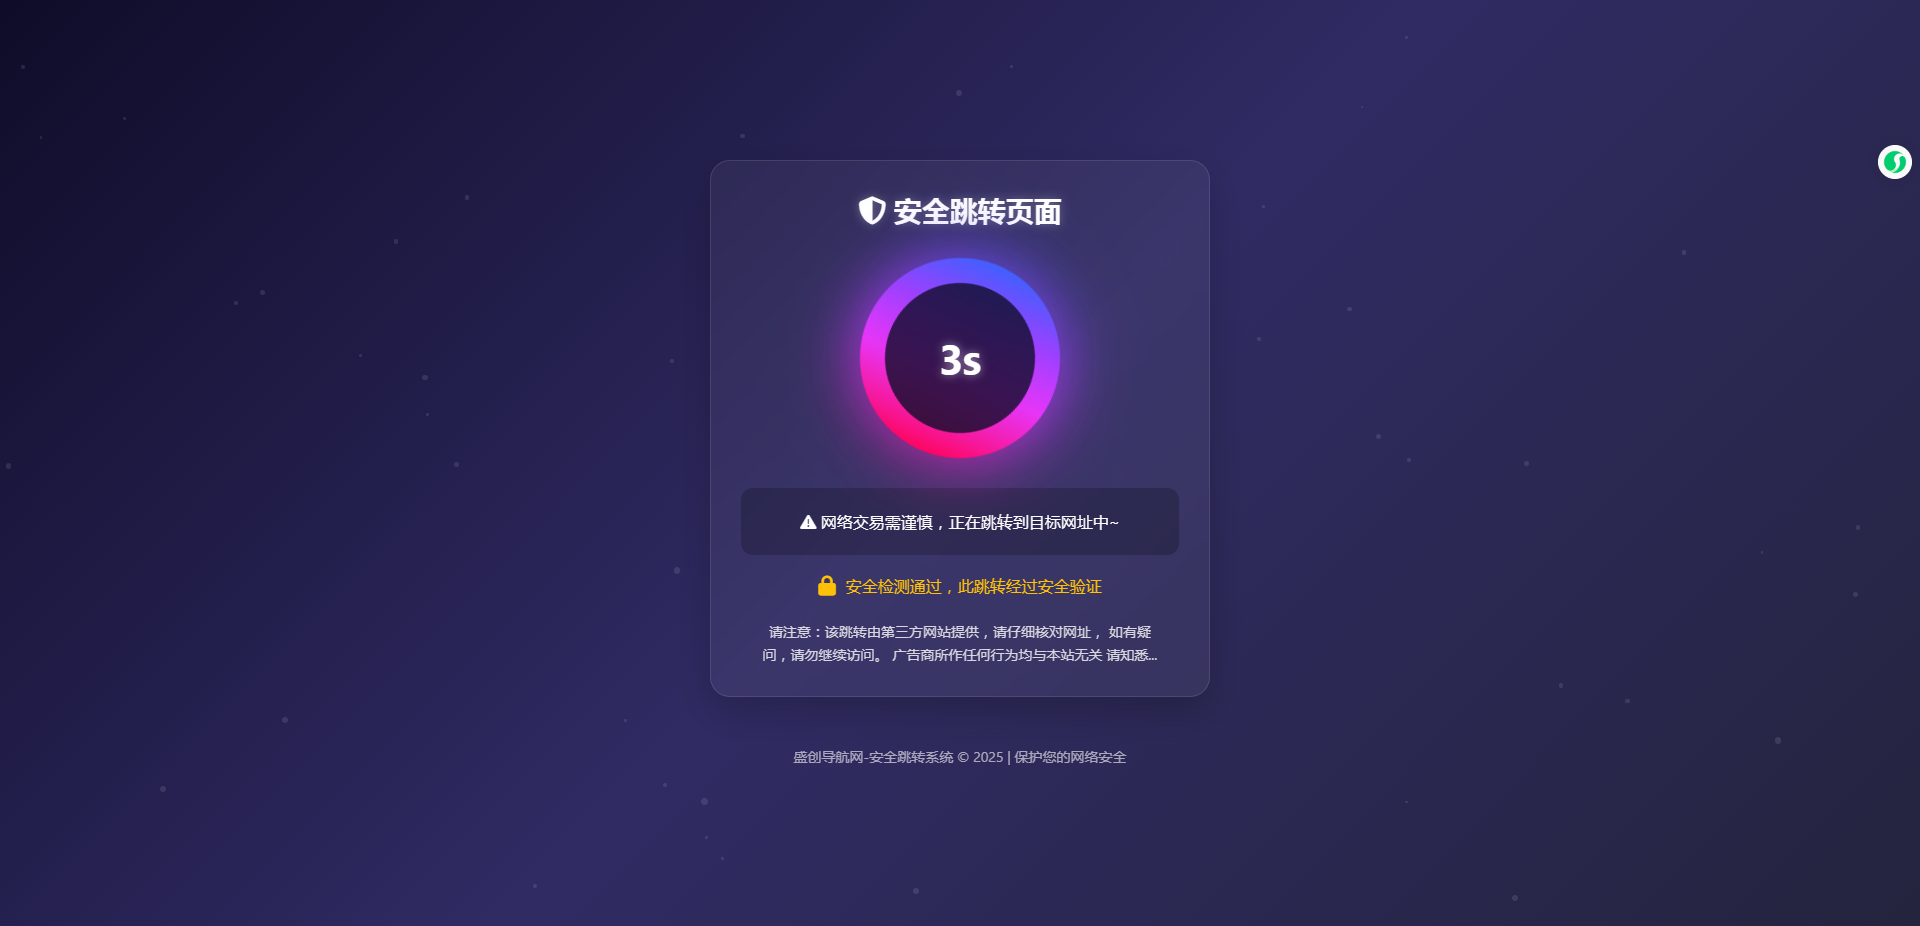 安全跳转页面
3s
网络交易需谨慎，正在跳转到目标网址中~
安全检测通过，此跳转经过安全验证
请注意：该跳转由第三方网站提供，请仔细核对网址， 如有疑
问，请勿继续访问。 广告商所作任何行为均与本站无关 请知悉...
盛创导航网-安全跳转系统 © 2025 | 保护您的网络安全